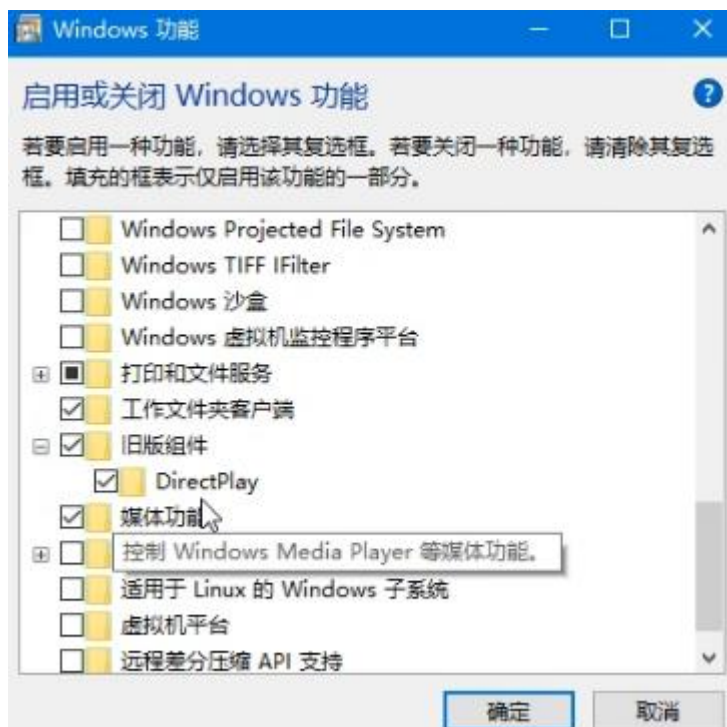 Windows 功能
启用或关闭 Windows 功能
若要启用一种功能，请选择其复选框。若要关闭一种功能，请清除其复选
框。填充的框表示仅启用该功能的一部分。
Windows Projected File System
Windows TIFF IFilter
Windows 沙盒
Windows 虚拟机监控程序平台
打印和文件服务
工作文件夹客户端
旧版组件
DirectPlay
媒体功能
控制 Windows Media Player 等媒体功能。
适用于 Linux 的 Windows 子系统
虚拟机平台
远程差分压缩 API 支持
确定
取消